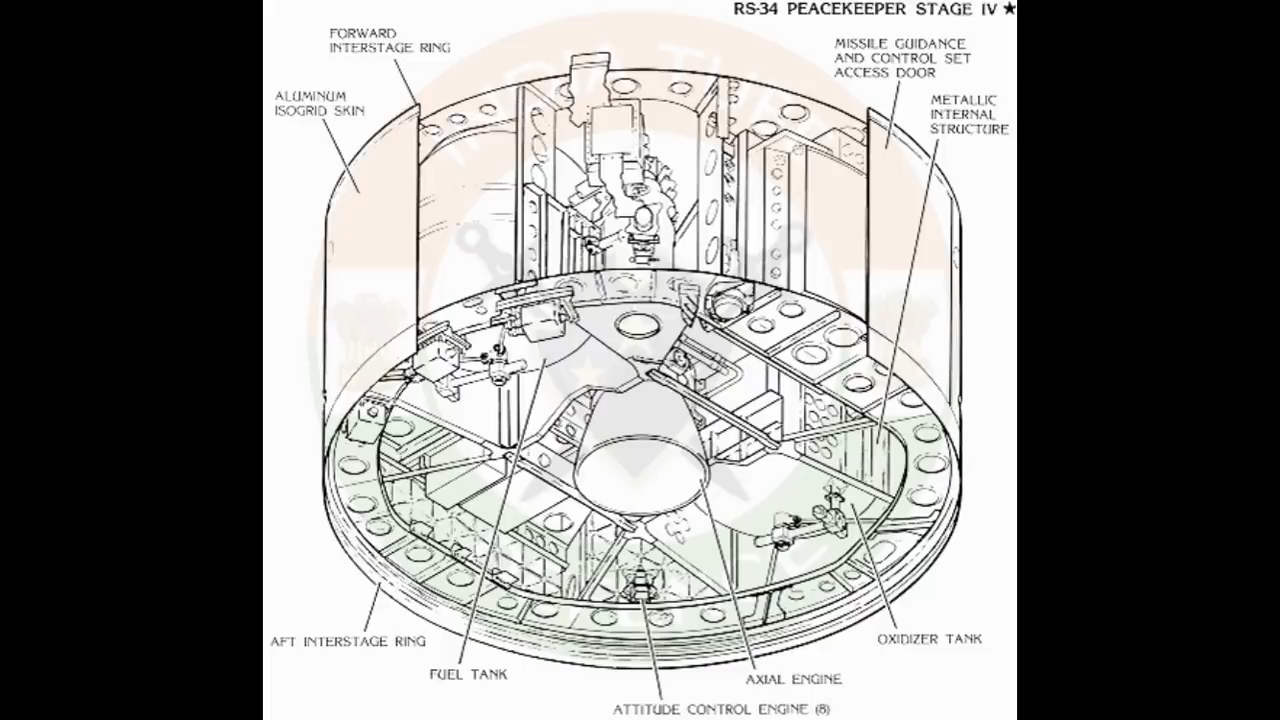 RS-34 PEACEKEEPER STAGE IV ★
FORWARD
INTERSTAGE RING
MISSILE GUIDANCE
AND CONTROL SET
ACCESS DOOR
ALUMINUM
ISOGRID SKIN
METALLIC
INTERNAL
STRUCTURE
AFT INTERSTAGE RING
OXIDIZER TANK
FUEL TANK
AXIAL ENGINE
ATTITUDE CONTROL ENGINE (8)